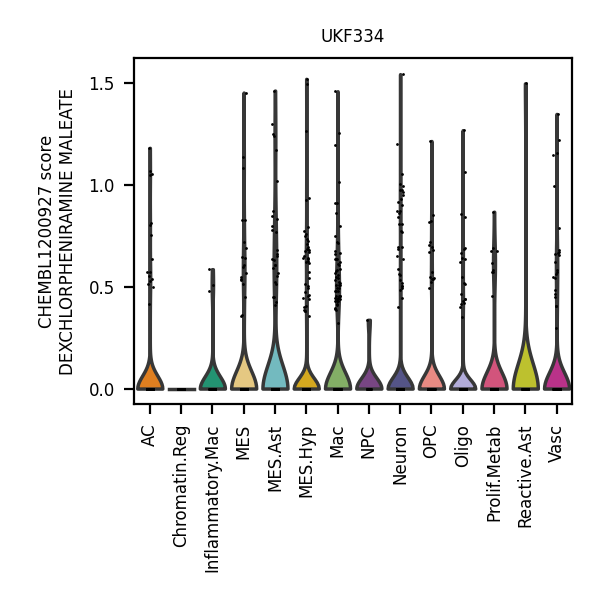 UKF334
CHEMBL1200927 score
DEXCHLORPHENIRAMINE MALEATE
1.5
1.0
0.5
0.0
AC
Chromatin.Reg
Inflammatory.Mac
MES
MES.Ast
MES.Hyp
Mac
NPC
Neuron
OPC
Oligo
Prolif.Metab
Reactive.Ast
Vasc